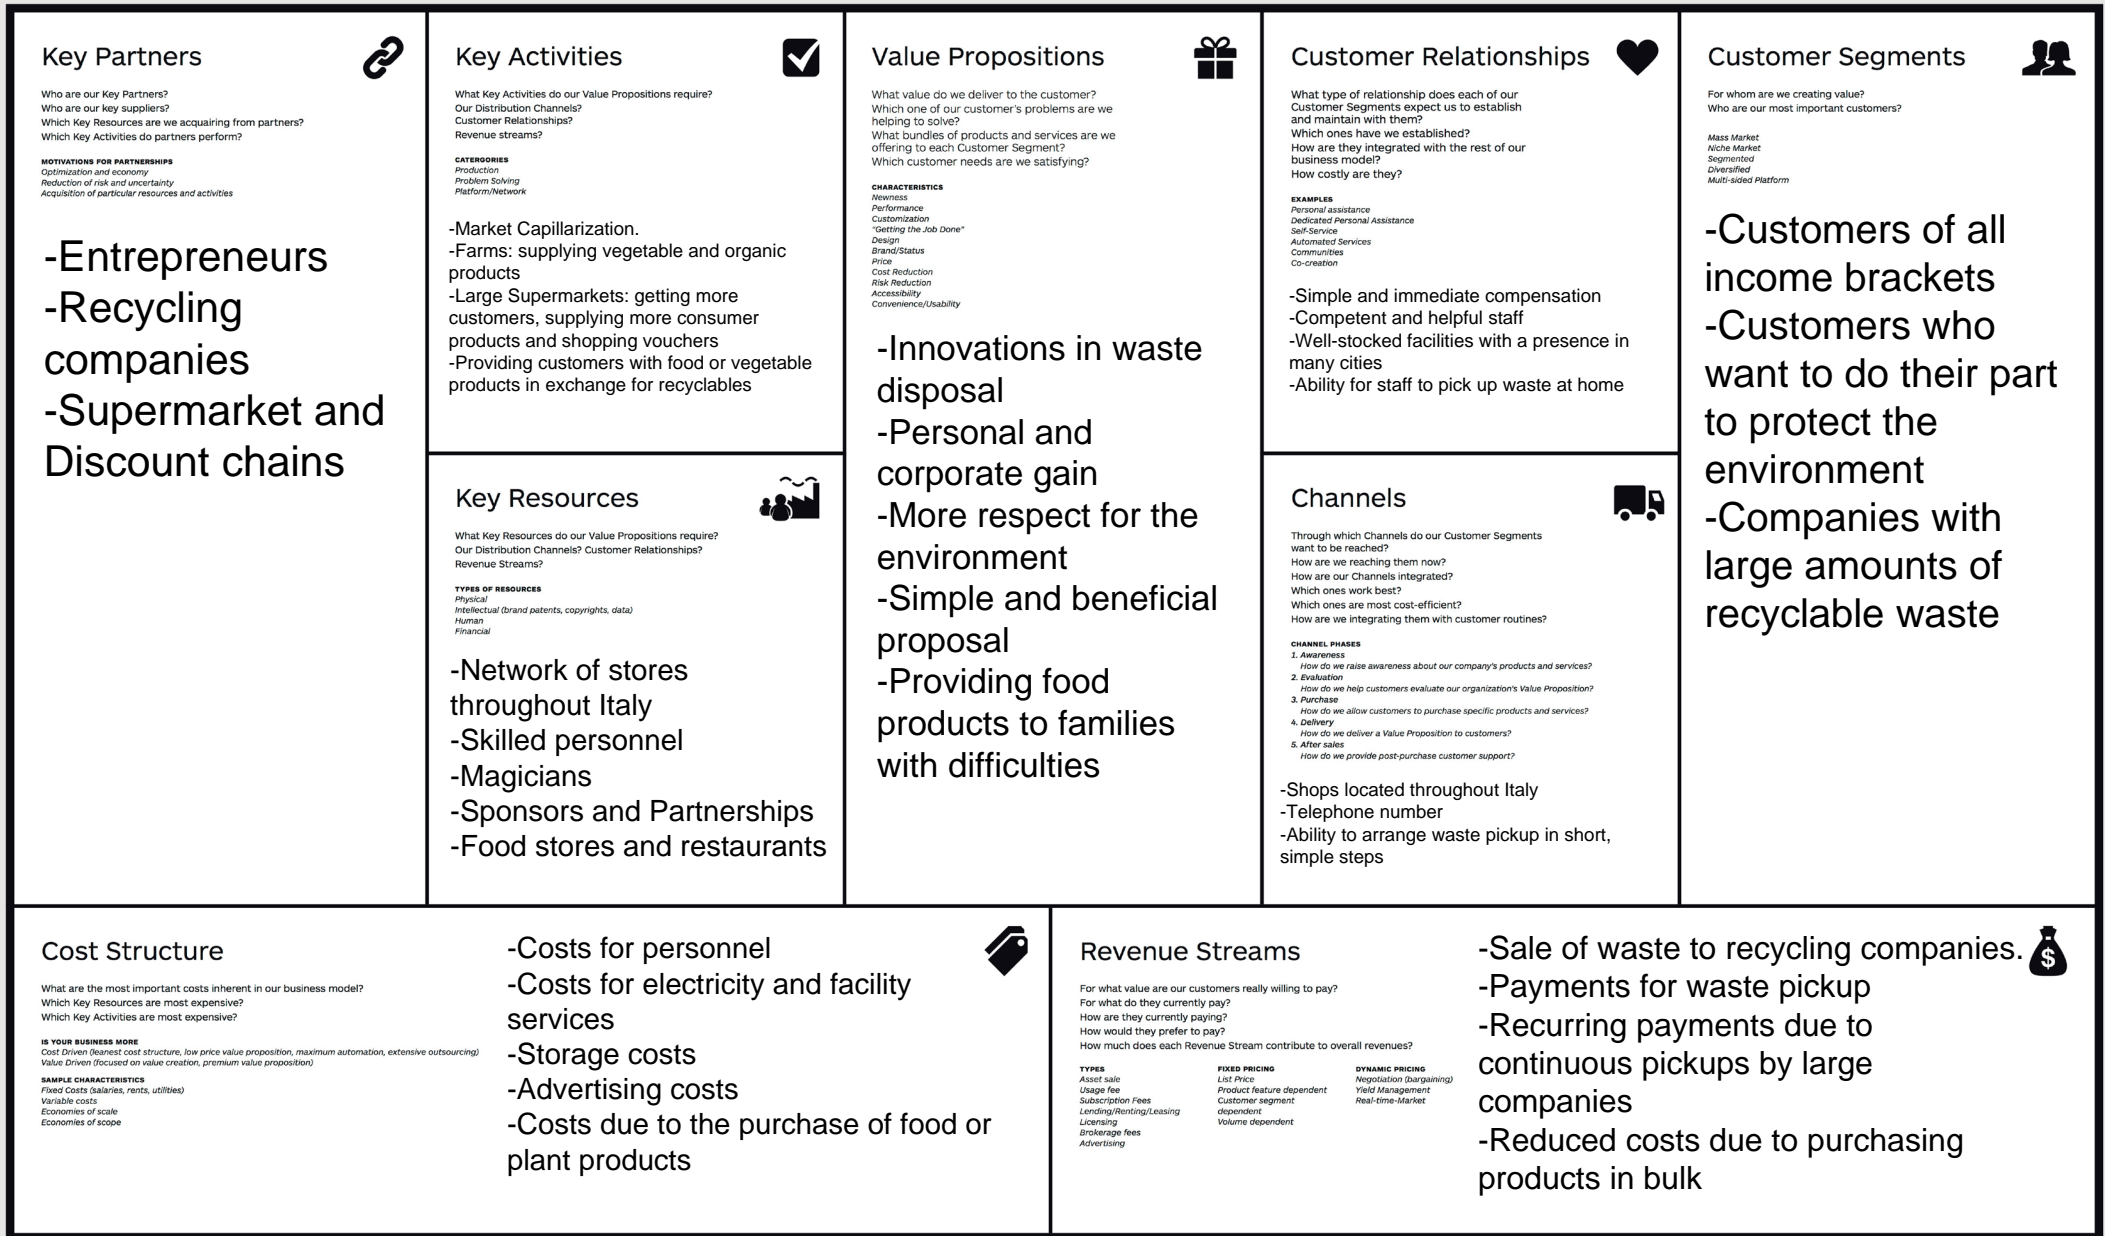 Key Partners
Who are our Key Partners?
Who are our key suppliers?
Which Key Resources are we acquairing from partners?
Which Key Activities do partners perform?
MOTIVATIONS FOR PARTNERSHIPS
Optimization and economy
Reduction of risk and uncertainty
Acquisition of particular resources and activities
-Entrepreneurs
-Recycling
companies
-Supermarket and
Discount chains
Key Activities
What Key Activities do our Value Propositions require?
Our Distribution Channels?
Customer Relationships?
Revenue streams?
CATERGORIES
Production
Problem Solving
Platform/Network
-Market Capillarization.
-Farms: supplying vegetable and organic
products
-Large Supermarkets: getting more
customers, supplying more consumer
products and shopping vouchers
-Providing customers with food or vegetable
products in exchange for recyclables
Key Resources
What Key Resources do our Value Propositions require?
Our Distribution Channels? Customer Relationships?
Revenue Streams?
TYPES OF RESOURCES
Physical
Intellectual (brand patents, copyrights, data)
Human
Financial
-Network of stores
throughout Italy
-Skilled personnel
-Magicians
-Sponsors and Partnerships
-Food stores and restaurants
Value Propositions
What value do we deliver to the customer?
Which one of our customer's problems are we
helping to solve?
What bundles of products and services are we
offering to each Customer Segment?
Which customer needs are we satisfying?
CHARACTERISTICS
Newness
Performance
Customization
"Getting the Job Done"
Design
Brand/Status
Price
Cost Reduction
Risk Reduction
Accessibility
Convenience/Usability
-Innovations in waste
disposal
-Personal and
corporate gain
-More respect for the
environment
-Simple and beneficial
proposal
-Providing food
products to families
with difficulties
Customer Relationships
What type of relationship does each of our
Customer Segments expect us to establish
and maintain with them?
Which ones have we established?
How are they integrated with the rest of our
business model?
How costly are they?
EXAMPLES
Personal assistance
Dedicated Personal Assistance
Self-Service
Automated Services
Communities
Co-creation
-Simple and immediate compensation
-Competent and helpful staff
-Well-stocked facilities with a presence in
many cities
-Ability for staff to pick up waste at home
Channels
Through which Channels do our Customer Segments
want to be reached?
How are we reaching them now?
How are our Channels integrated?
Which ones work best?
Which ones are most cost-efficient?
How are we integrating them with customer routines?
CHANNEL PHASES
1. Awareness
How do we raise awareness about our company's products and services?
2. Evaluation
How do we help customers evaluate our organization's Value Proposition?
3. Purchase
How do we allow customers to purchase specific products and services?
4. Delivery
How do we deliver a Value Proposition to customers?
5. After sales
How do we provide post-purchase customer support?
-Shops located throughout Italy
-Telephone number
-Ability to arrange waste pickup in short,
simple steps
Customer Segments
For whom are we creating value?
Who are our most important customers?
Mass Market
Niche Market
Segmented
Diversified
Multi-sided Platform
-Customers of all
income brackets
-Customers who
want to do their part
to protect the
environment
-Companies with
large amounts of
recyclable waste
Cost Structure
What are the most important costs inherent in our business model?
Which Key Resources are most expensive?
Which Key Activities are most expensive?
IS YOUR BUSINESS MORE
Cost Driven (leanest cost structure, low price value proposition, maximum automation, extensive outsourcing)
Value Driven (focused on value creation, premium value proposition)
SAMPLE CHARACTERISTICS
Fixed Costs (salaries, rents, utilities)
Variable costs
Economies of scale
Economies of scope
-Costs for personnel
-Costs for electricity and facility
services
-Storage costs
-Advertising costs
-Costs due to the purchase of food or
plant products
Revenue Streams
For what value are our customers really willing to pay?
For what do they currently pay?
How are they currently paying?
How would they prefer to pay?
How much does each Revenue Stream contribute to overall revenues?
TYPES
Asset sale
Usage fee
Subscription Fees
Lending/Renting/Leasing
Licensing
Brokerage fees
Advertising
FIXED PRICING
List Price
Product feature dependent
Customer segment
dependent
Volume dependent
DYNAMIC PRICING
Negotiation (bargaining)
Yield Management
Real-time-Market
-Sale of waste to recycling companies.
-Payments for waste pickup
-Recurring payments due to
continuous pickups by large
companies
-Reduced costs due to purchasing
products in bulk
$